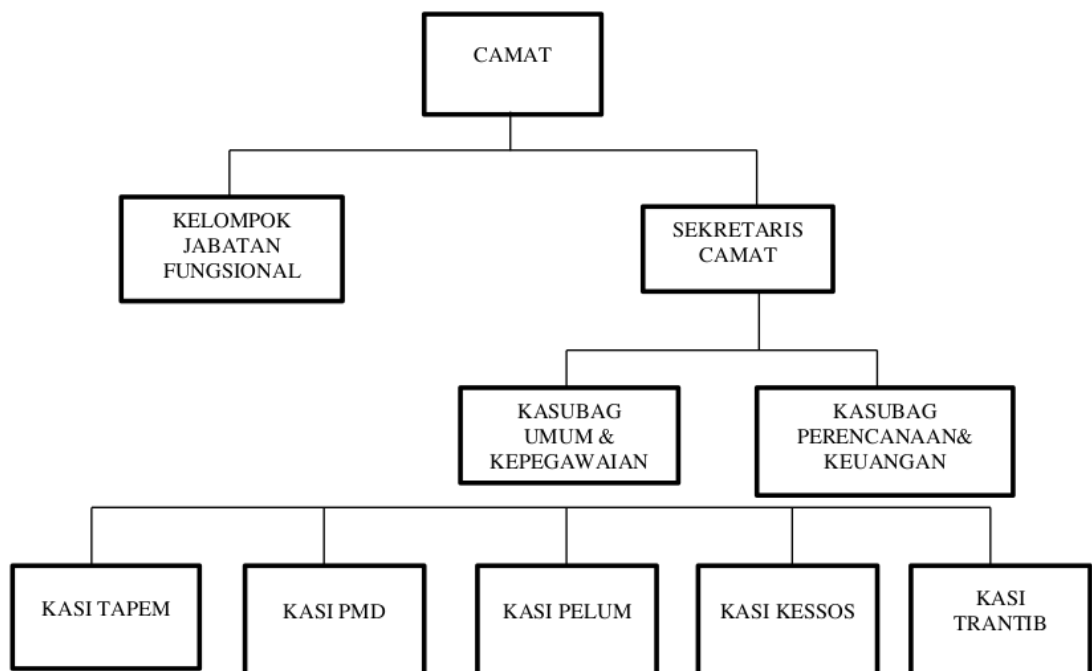 CAMAT
KELOMPOK
JABATAN
FUNGSIONAL
SEKRETARIS
CAMAT
KASUBAG
UMUM &
KEPEGAWAIAN
KASUBAG
PERENCANAAN&
KEUANGAN
KASI TAPEM
KASI PMD
KASI PELUM
KASI KESSOS
KASI
TRANTIB